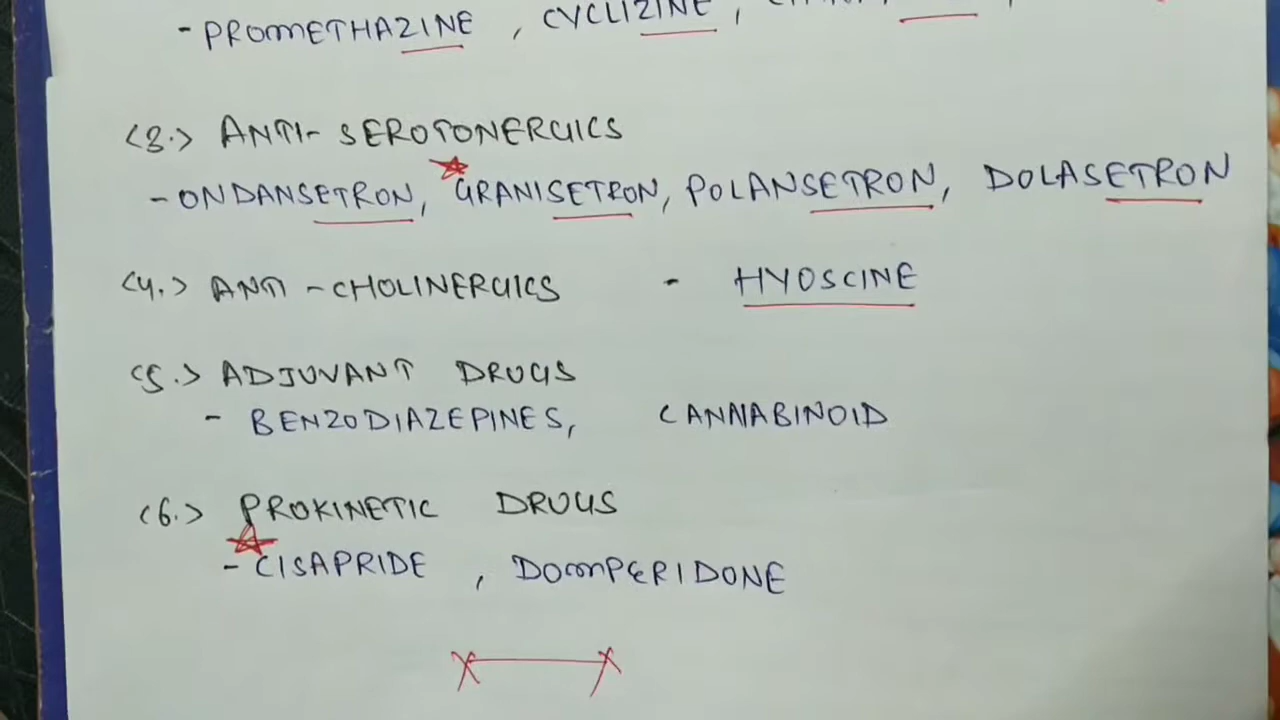 - PROMETHAZINE , CYCLIZINE ,
(3.) ANTI- SEROTONERGICS
- ONDANSETRON, GRANISETRON, POLANSETRON, DOLASETRON
(4.) ANTI - CHOLINERGICS - HYOSCINE
(5.) ADJUVANT DRUGS
- BENZODIAZEPINES, CANNABINOID
(6.) PROKINETIC DRUGS
- CISAPRIDE , DOMPERIDONE